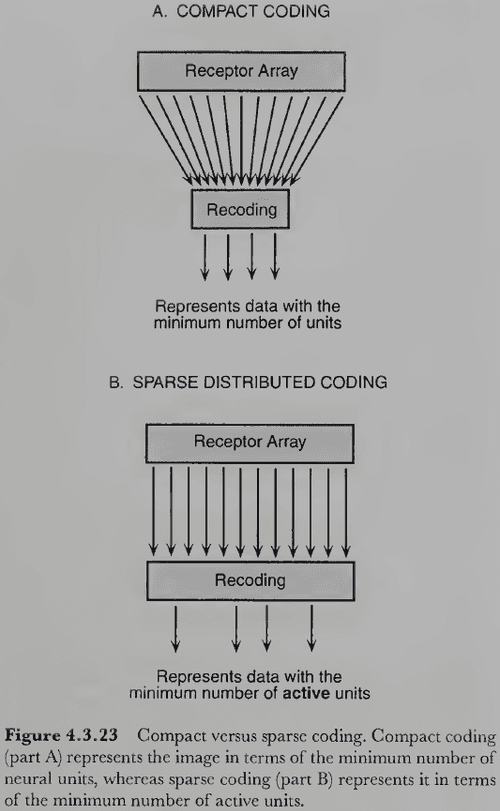 A. COMPACT CODING
Receptor Array
Recoding
Represents data with the
minimum number of units
B. SPARSE DISTRIBUTED CODING
Receptor Array
Recoding
Represents data with the
minimum number of active units
Figure 4.3.23 Compact versus sparse coding. Compact coding
(part A) represents the image in terms of the minimum number of
neural units, whereas sparse coding (part B) represents it in terms
of the minimum number of active units.